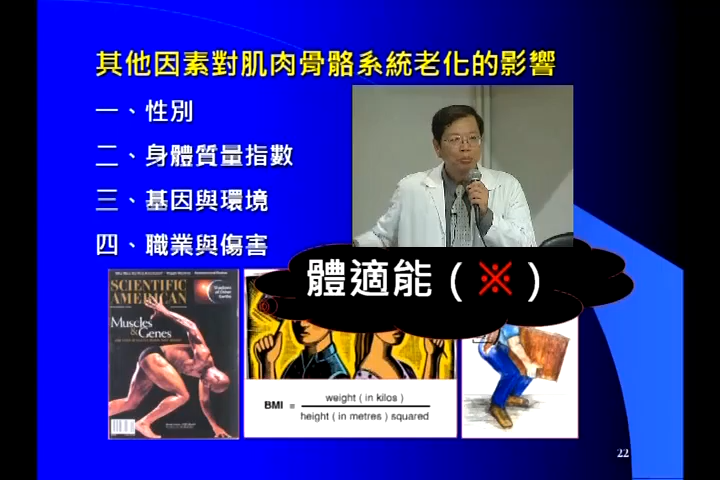 其他因素對肌肉骨骼系統老化的影響
一、性別
二、身體質量指數
三、基因與環境
四、職業與傷害
體適能(※)
SCIENTIFIC
AMERICAN
Muscles
& Genes
BMI = weight ( in kilos )
height ( in metres ) squared
22